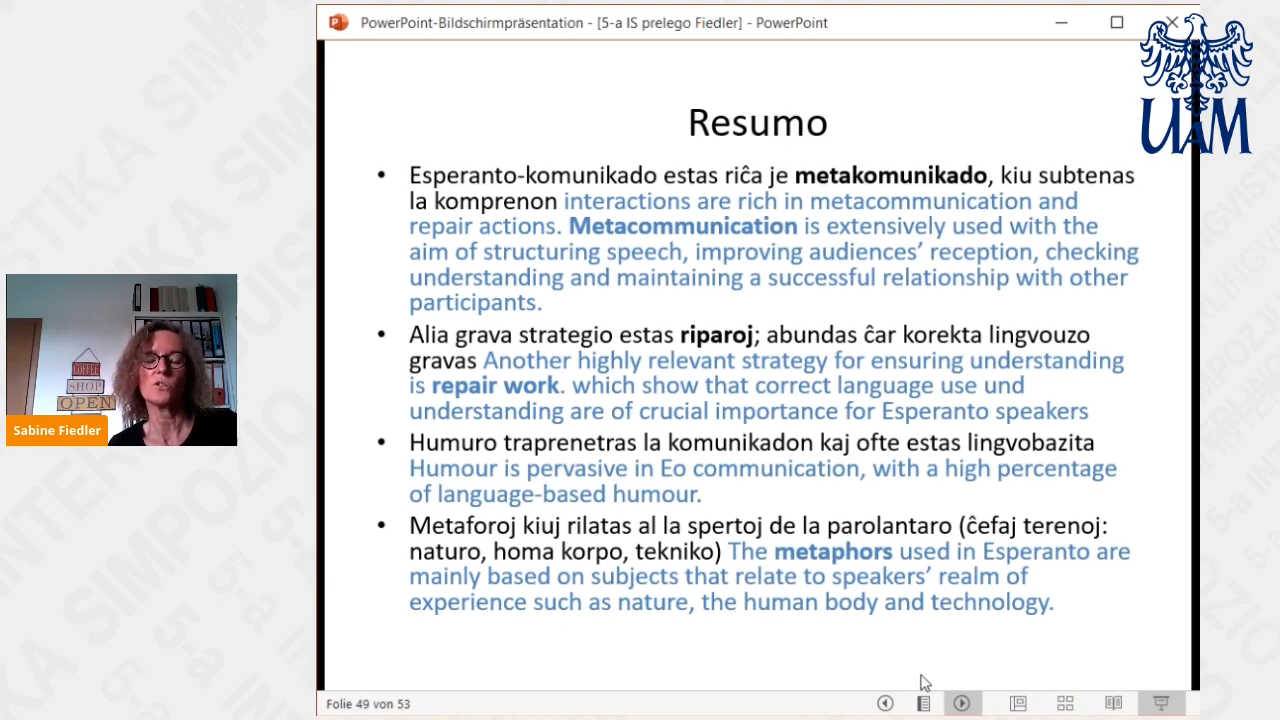 PowerPoint-Bildschirmpräsentation - [5-a IS prelego Fiedler] - PowerPoint
UAM
Resumo
• Esperanto-komunikado estas riĉa je metakomunikado, kiu subtenas
la komprenon interactions are rich in metacommunication and
repair actions. Metacommunication is extensively used with the
aim of structuring speech, improving audiences’ reception, checking
understanding and maintaining a successful relationship with other
participants.
• Alia grava strategio estas riparoj; abundas ĉar korekta lingvouzo
gravas Another highly relevant strategy for ensuring understanding
is repair work. which show that correct language use und
understanding are of crucial importance for Esperanto speakers
• Humuro traprenetras la komunikadon kaj ofte estas lingvobazita
Humour is pervasive in Eo communication, with a high percentage
of language-based humour.
• Metaforoj kiuj rilatas al la spertoj de la parolantaro (ĉefaj terenoj:
naturo, homa korpo, tekniko) The metaphors used in Esperanto are
mainly based on subjects that relate to speakers’ realm of
experience such as nature, the human body and technology.
COFFEE
SHOP
OPEN
Sabine Fiedler
Folie 49 von 53